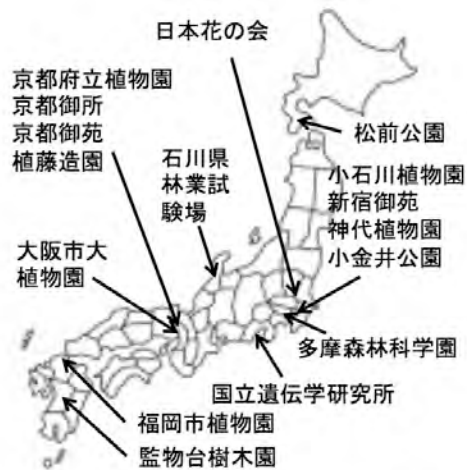 日本花の会
京都府立植物園
京都御所
京都御苑
植藤造園
石川県
林業試
験場
松前公園
小石川植物園
新宿御苑
神代植物園
小金井公園
大阪市大
植物園
多摩森林科学園
国立遺伝学研究所
福岡市植物園
監物台樹木園